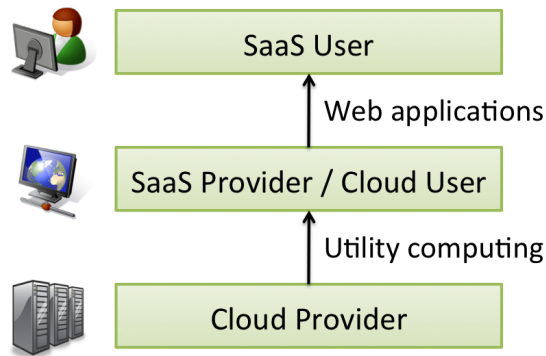 SaaS User
Web applications
SaaS Provider / Cloud User
Utility computing
Cloud Provider